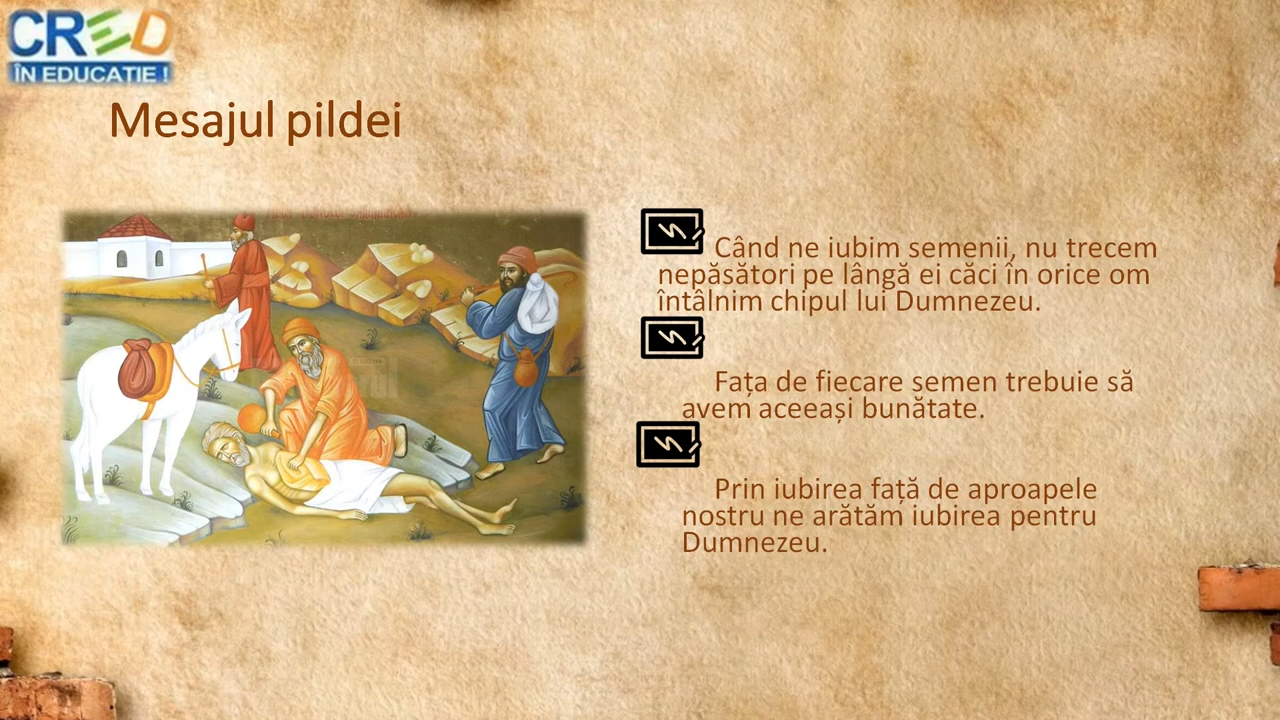 CRED
ÎN EDUCAȚIE !
Mesajul pildei
Când ne iubim semenii, nu trecem
nepăsători pe lângă ei căci în orice om
întâlnim chipul lui Dumnezeu.
Fața de fiecare semen trebuie să
avem aceeași bunătate.
Prin iubirea față de aproapele
nostru ne arătăm iubirea pentru
Dumnezeu.